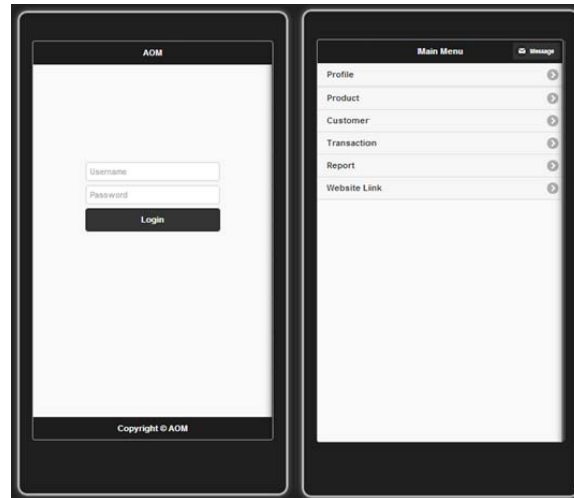 AOM
Username
Password
Login
Copyright © AOM
Main Menu
Message
Profile
Product
Customer
Transaction
Report
Website Link